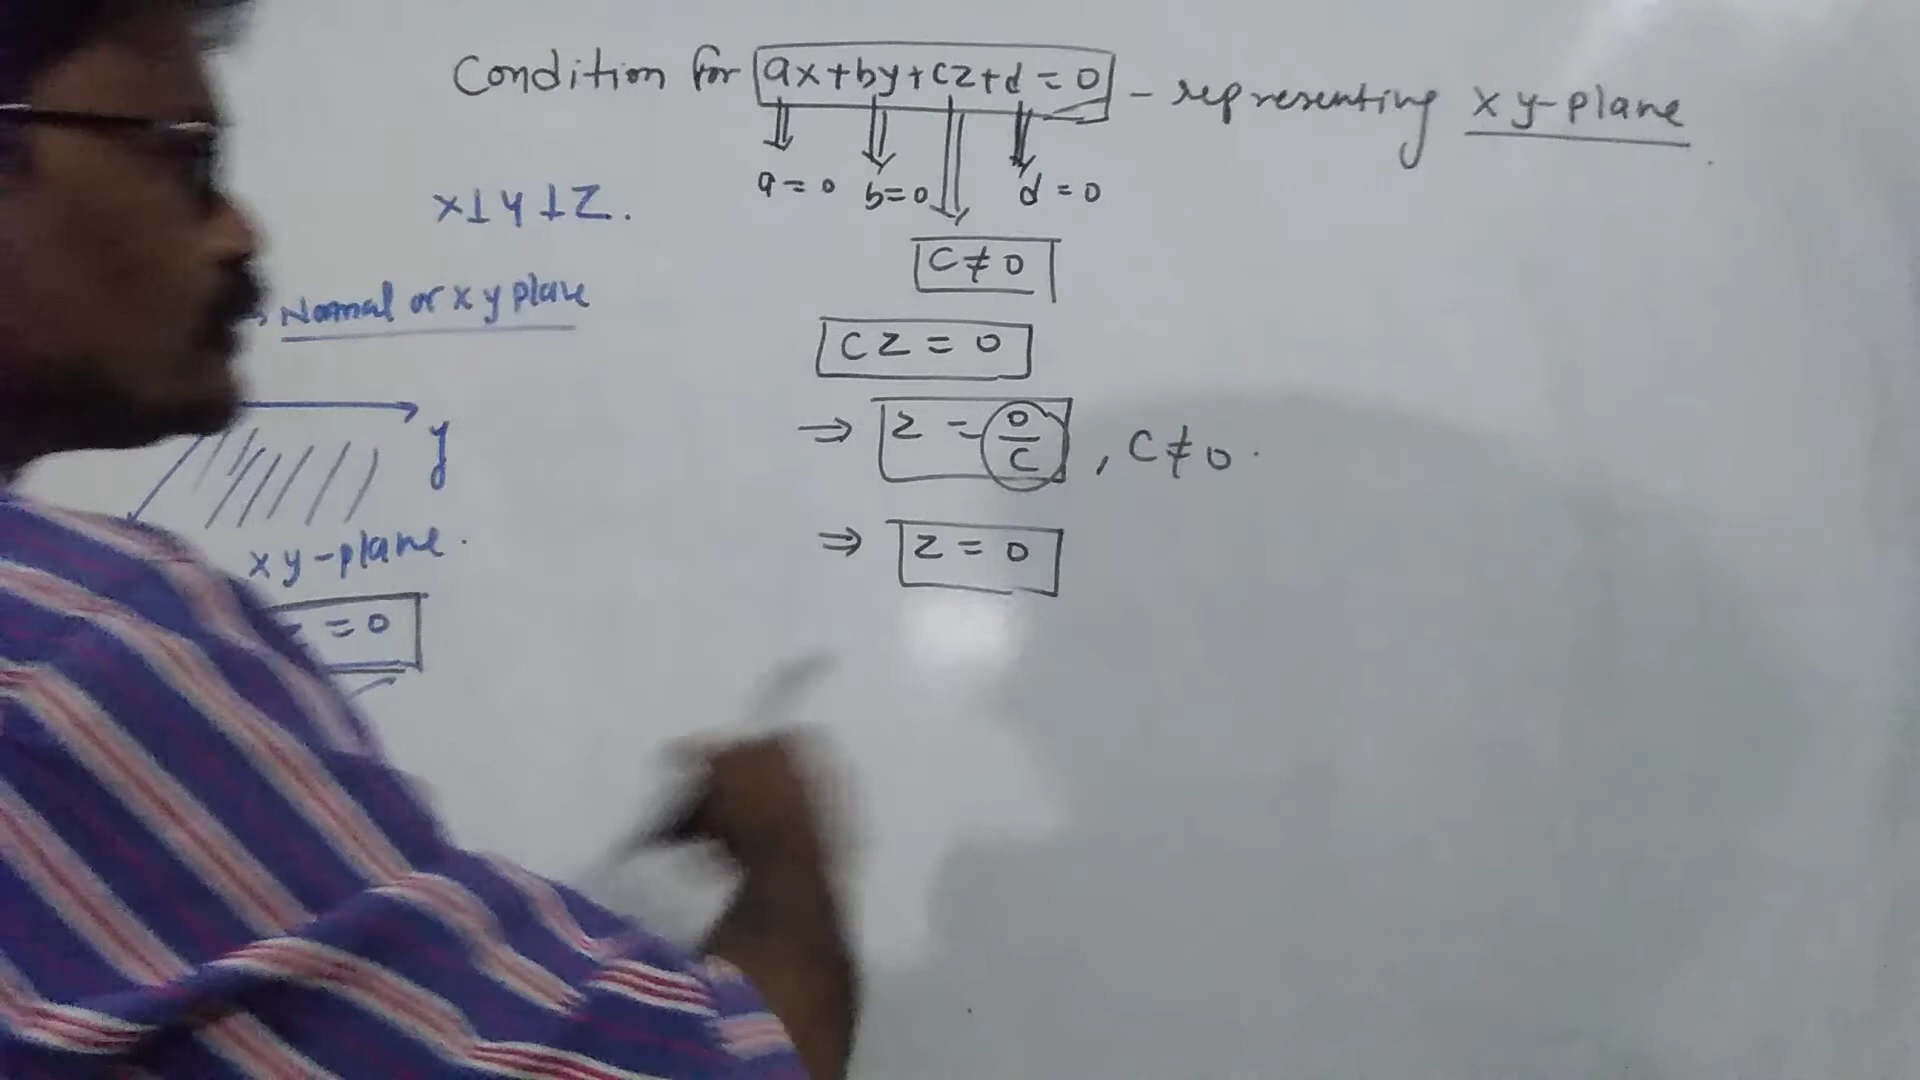 Condition for ax+by+cz+d=0 - representing xy-plane
a=0 b=0 d=0
x⊥y⊥z.
c≠0
Normal or xy plane
cz=0
y
⇒ z=0/c, c≠0.
xy-plane.
⇒ z=0
=0